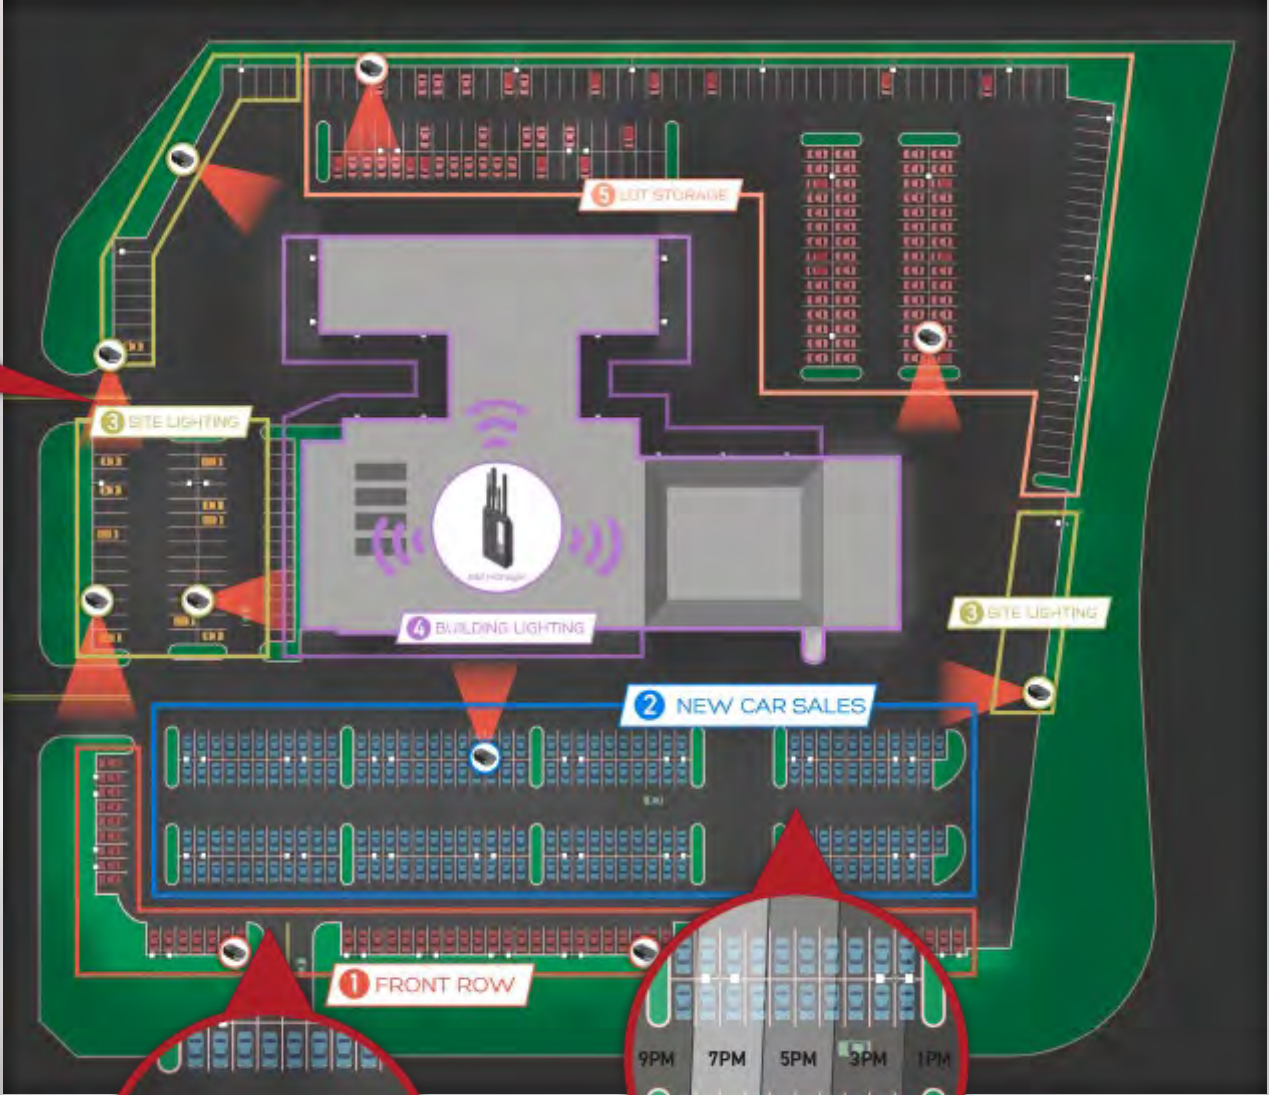 5 LOT STORAGE
3 SITE LIGHTING
4 BUILDING LIGHTING
3 SITE LIGHTING
2 NEW CAR SALES
1 FRONT ROW
9PM 7PM 5PM 3PM 1PM